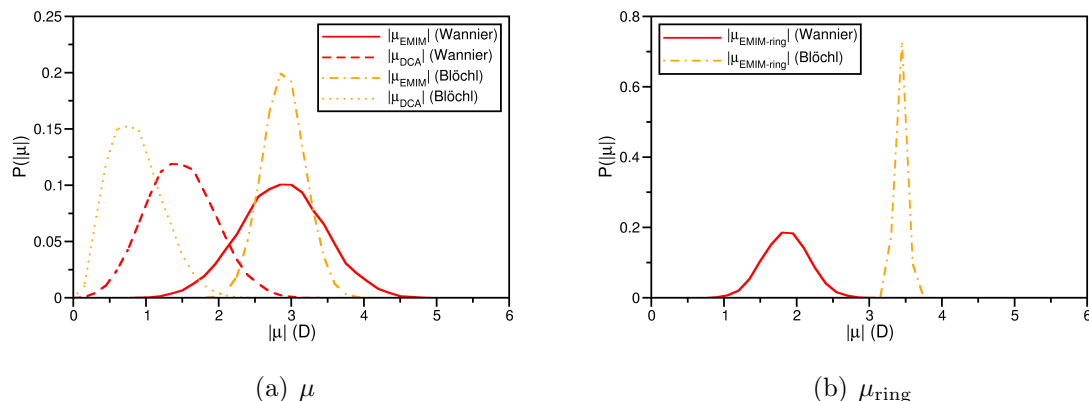 0.25
0.2
0.15
0.1
0.05
0
P(|μ|)
|μEMIM| (Wannier)
|μDCA| (Wannier)
|μEMIM| (Blöchl)
|μDCA| (Blöchl)
0 1 2 3 4 5 6
|μ| (D)
(a) μ
0.8
0.6
0.4
0.2
0
P(|μ|)
|μEMIM-ring| (Wannier)
|μEMIM-ring| (Blöchl)
0 1 2 3 4 5 6
|μ| (D)
(b) μring